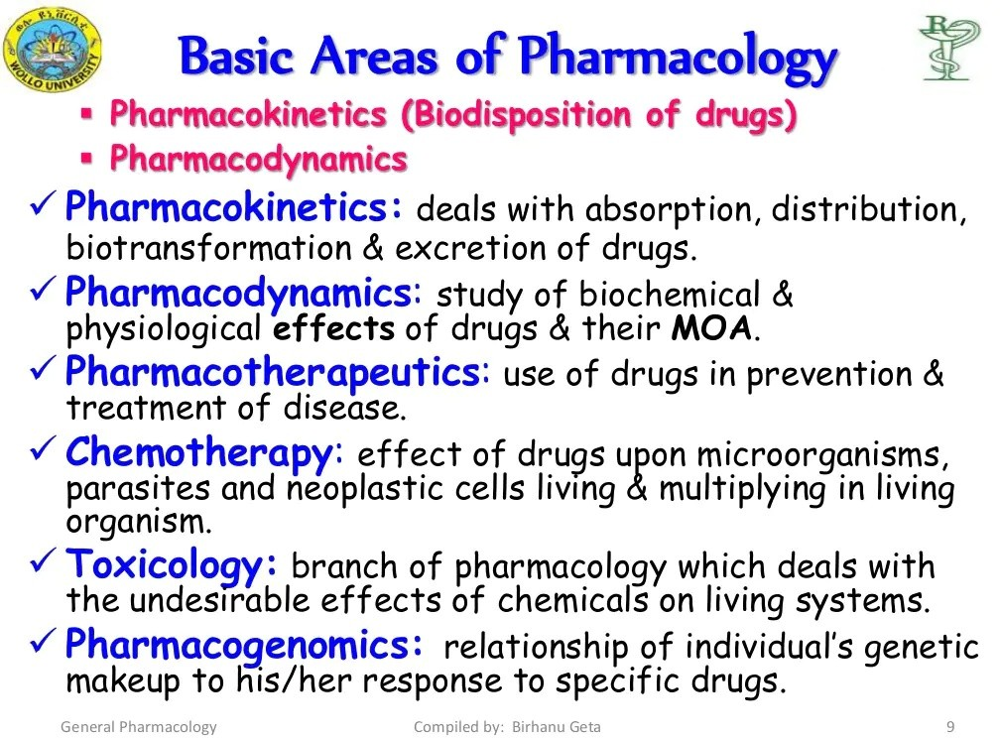 ወሎ ዩኒቨርሲቲ
WOLLO UNIVERSITY
Basic Areas of Pharmacology
R
▪ Pharmacokinetics (Biodisposition of drugs)
▪ Pharmacodynamics
✓ Pharmacokinetics: deals with absorption, distribution,
biotransformation & excretion of drugs.
✓ Pharmacodynamics: study of biochemical &
physiological effects of drugs & their MOA.
✓ Pharmacotherapeutics: use of drugs in prevention &
treatment of disease.
✓ Chemotherapy: effect of drugs upon microorganisms,
parasites and neoplastic cells living & multiplying in living
organism.
✓ Toxicology: branch of pharmacology which deals with
the undesirable effects of chemicals on living systems.
✓ Pharmacogenomics: relationship of individual’s genetic
makeup to his/her response to specific drugs.
General Pharmacology
Compiled by: Birhanu Geta
9